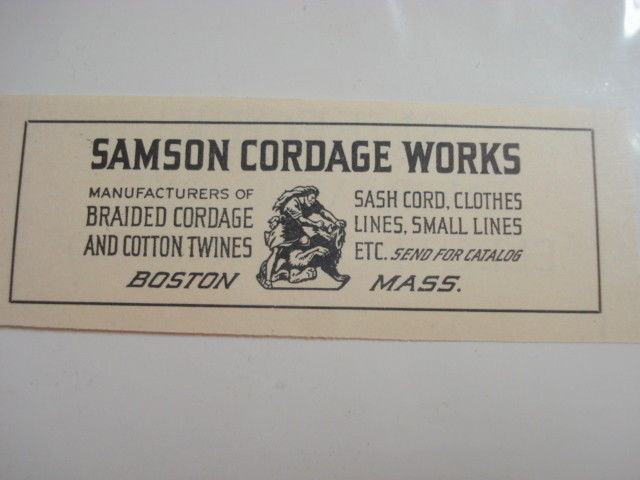 SAMSON CORDAGE WORKS
MANUFACTURERS OF
BRAIDED CORDAGE
AND COTTON TWINES
SASH CORD, CLOTHES
LINES, SMALL LINES
ETC. SEND FOR CATALOG
BOSTON MASS.